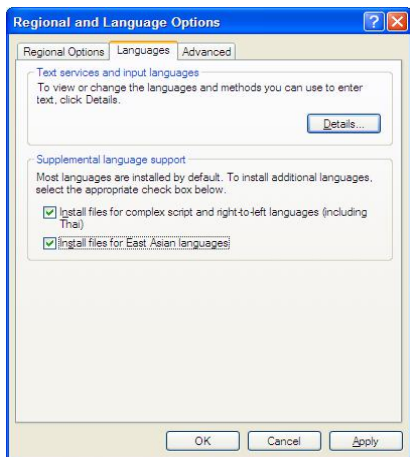 Regional and Language Options
Regional Options Languages Advanced
Text services and input languages
To view or change the languages and methods you can use to enter
text, click Details.
Details...
Supplemental language support
Most languages are installed by default. To install additional languages,
select the appropriate check box below.
Install files for complex script and right-to-left languages (including
Thai)
Install files for East Asian languages
OK Cancel Apply